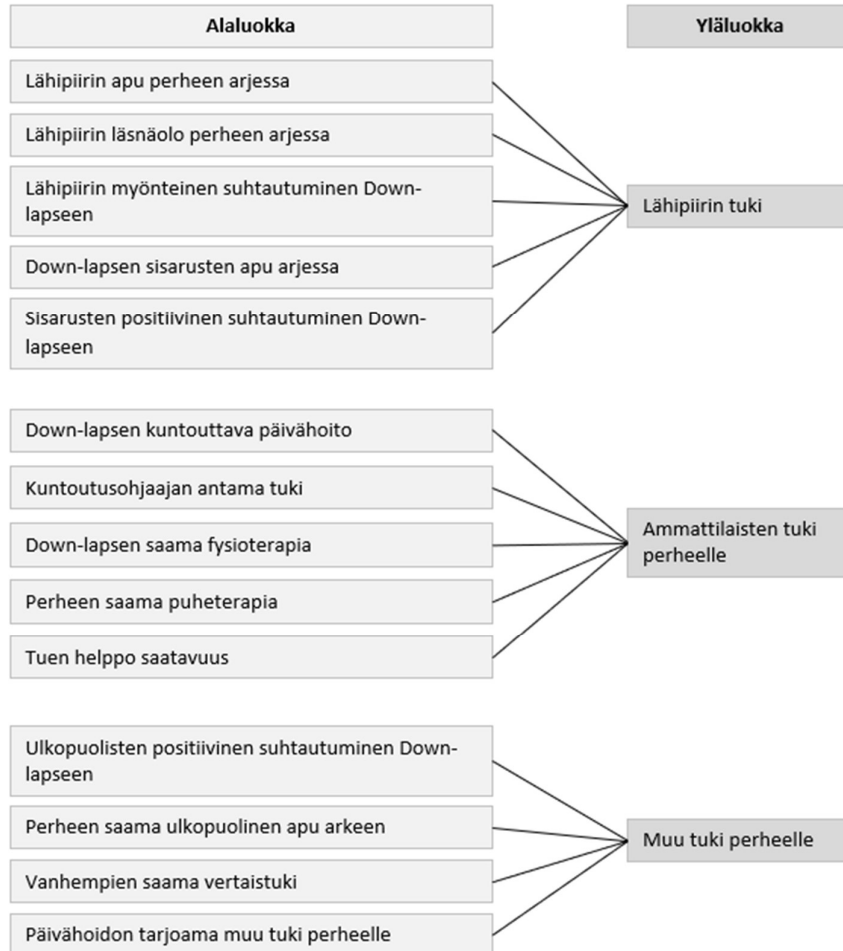 Alaluokka
Yläluokka
Lähipiirin apu perheen arjessa
Lähipiirin läsnäolo perheen arjessa
Lähipiirin myönteinen suhtautuminen Down-
lapseen
Down-lapsen sisarusten apu arjessa
Sisarusten positiivinen suhtautuminen Down-
lapseen
Lähipiirin tuki
Down-lapsen kuntouttava päivähoito
Kuntoutusohjaajan antama tuki
Down-lapsen saama fysioterapia
Perheen saama puheterapia
Tuen helppo saatavuus
Ammattilaisten tuki
perheelle
Ulkopuolisten positiivinen suhtautuminen Down-
lapseen
Perheen saama ulkopuolinen apu arkeen
Vanhempien saama vertaistuki
Päivähoidon tarjoama muu tuki perheelle
Muu tuki perheelle